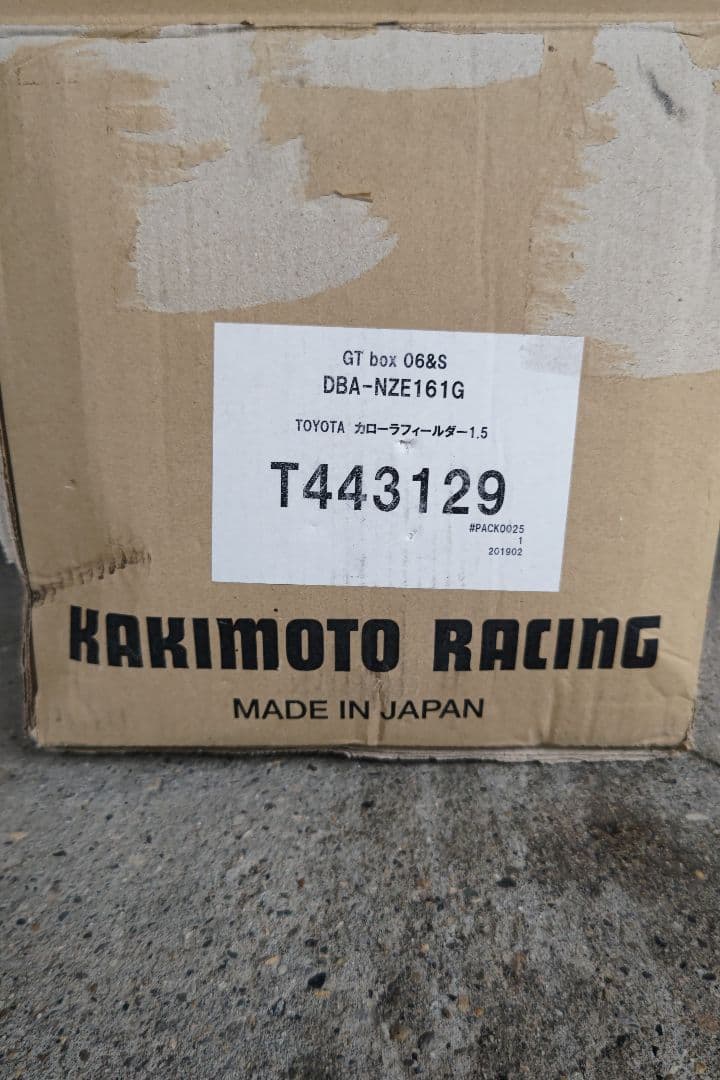 GT box 06&S
DBA-NZE161G
TOYOTA カローラフィールダー1.5
T443129
#PACK0025
1
201902
KAKIMOTO RACING
MADE IN JAPAN